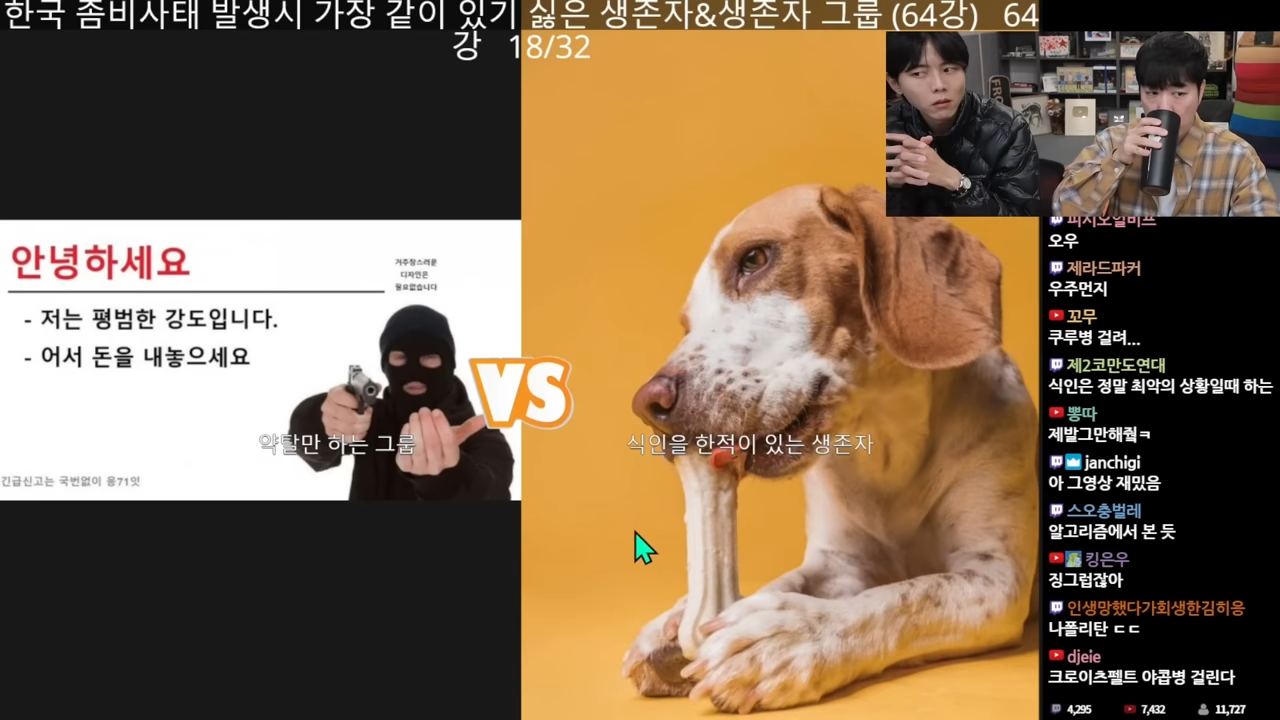 한국 좀비사태 발생시 가장 같이 있기 싫은 생존자&생존자 그룹 (64강) 64
강 18/32
안녕하세요
거추장스러운
디자인은
필요없습니다
- 저는 평범한 강도입니다.
- 어서 돈을 내놓으세요
VS
약탈만 하는 그룹
식인을 한적이 있는 생존자
긴급신고는 국번없이 응71잇
오우
제라드파커
우주먼지
꼬무
쿠루병 걸려...
제2코만도연대
식인은 정말 최악의 상황일때 하는
뽕따
제발그만해줘ㅋ
janchigi
아 그영상 재밌음
스오충벌레
알고리즘에서 본 듯
킹은우
징그럽잖아
인생망했다가회생한김히응
나폴리탄 ㄷㄷ
djeie
크로이츠펠트 야콥병 걸린다
4,295 7,432 11,727